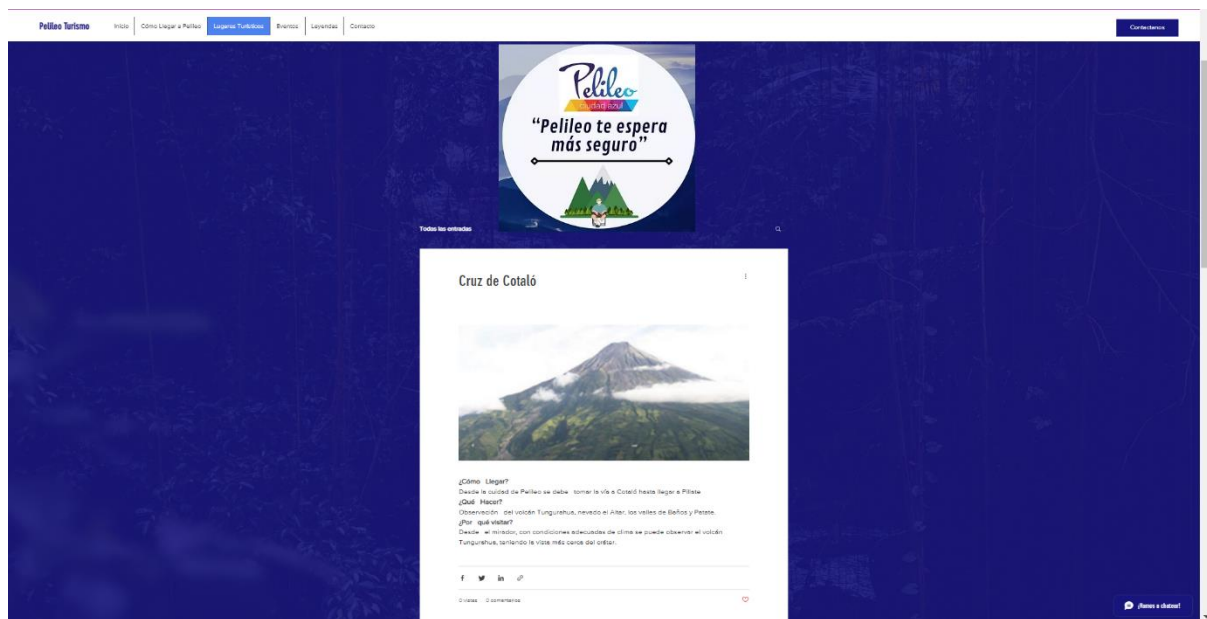 Pelileo Turismo
Inicio
Cómo Llegar a Pelileo
Lugares Turísticos
Eventos
Leyendas
Contacto
Contactanos
Pelileo
ciudad azul
“Pelileo te espera
más seguro”
Todas las entradas
Cruz de Cotaló
¿Cómo Llegar?
Desde la cuidad de Pelileo se debe tomar la vía a Cotaló hasta llegar a Pillate
¿Qué Hacer?
Observación del volcán Tungurahua, nevado el Altar, los valles de Baños y Patate.
¿Por qué visitar?
Desde el mirador, con condiciones adecuadas de clima se puede observar el volcán
Tungurahua, teniendo la vista más cerca del cráter.
0 vistas 0 comentarios
¡Vamos a chatear!